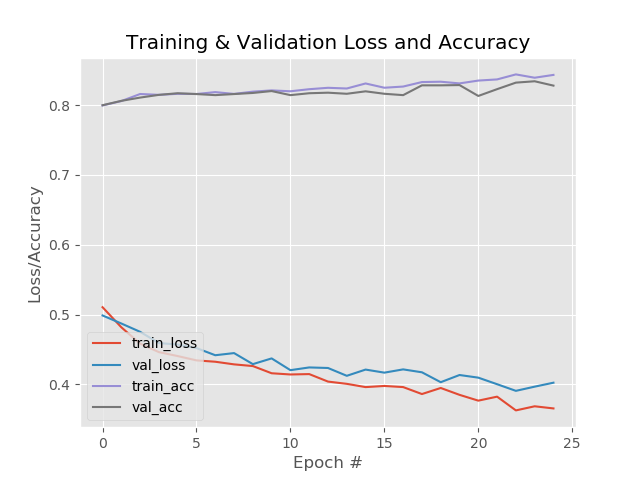 Training & Validation Loss and Accuracy
0.8
0.7
0.6
0.5
0.4
Loss/Accuracy
train_loss
val_loss
train_acc
val_acc
0 5 10 15 20 25
Epoch #